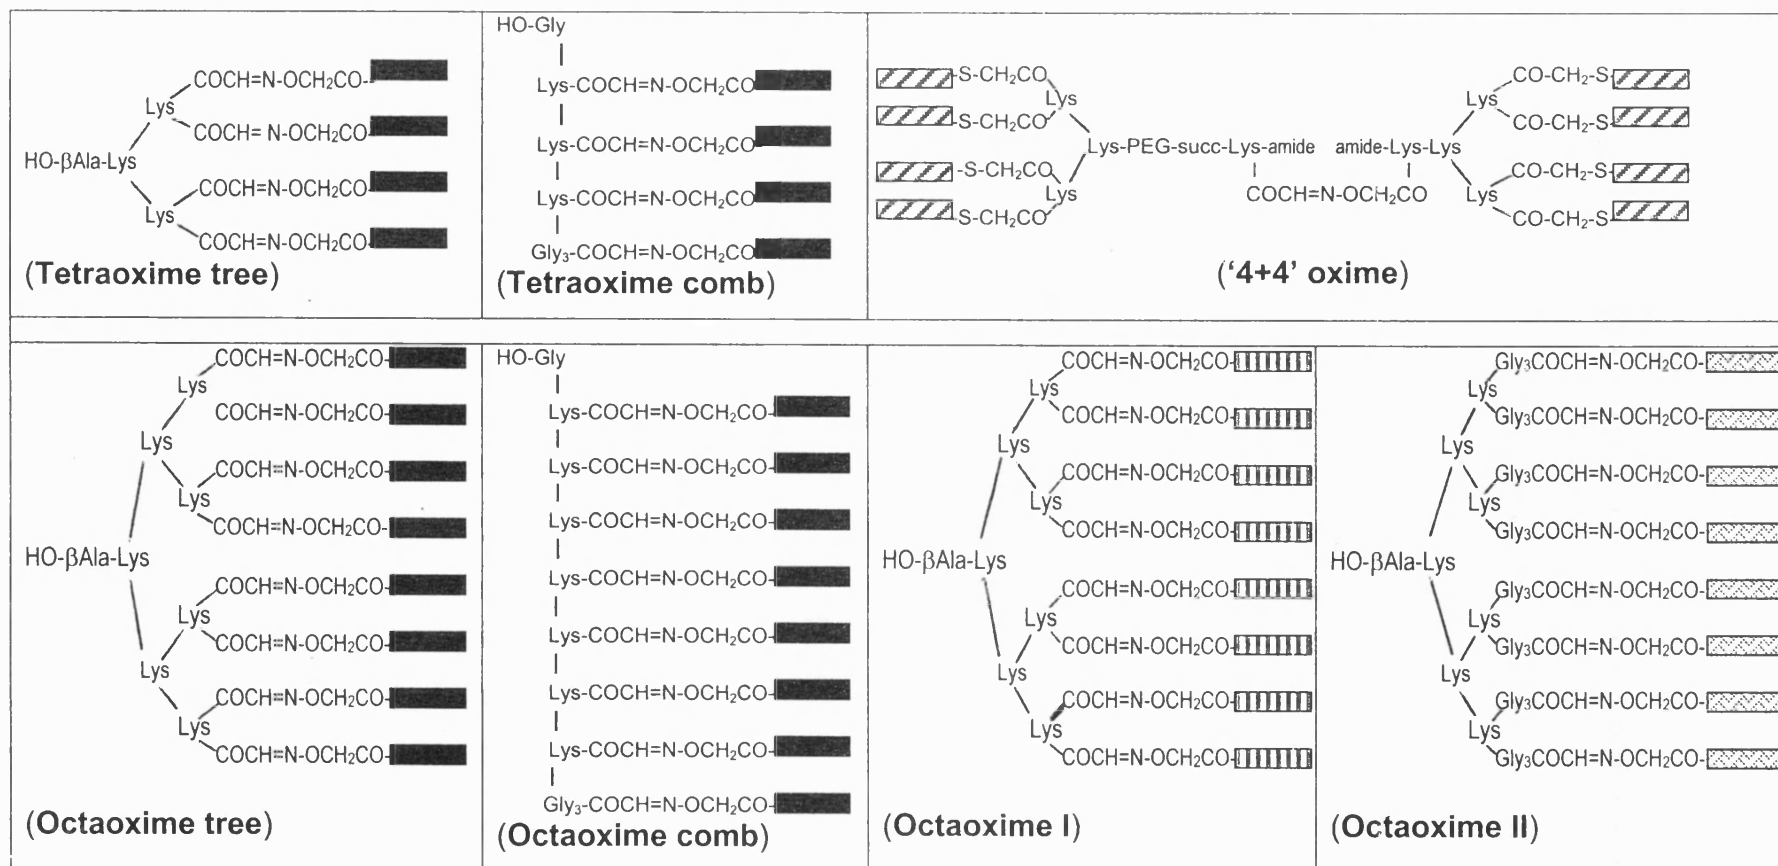 COCH=N-OCH₂CO-
Lys
COCH= N-OCH₂CO-
HO-βAla-Lys
COCH=N-OCH₂CO-
Lys
COCH=N-OCH₂CO-
(Tetraoxime tree)
HO-Gly
Lys-COCH=N-OCH₂CO
Lys-COCH=N-OCH₂CO-
Lys-COCH=N-OCH₂CO-
Gly₃-COCH=N-OCH₂CO
(Tetraoxime comb)
-S-CH₂CO CO-CH₂-S-
Lys Lys
-S-CH₂CO CO-CH₂-S-
Lys-PEG-succ-Lys-amide amide-Lys-Lys
-S-CH₂CO CO-CH₂-S-
Lys COCH=N-OCH₂CO Lys
-S-CH₂CO CO-CH₂-S-
('4+4' oxime)
COCH=N-OCH₂CO-
Lys
COCH=N-OCH₂CO-
Lys
COCH=N-OCH₂CO-
Lys
COCH=N-OCH₂CO-
HO-βAla-Lys
COCH=N-OCH₂CO-
Lys
COCH=N-OCH₂CO-
Lys
COCH=N-OCH₂CO-
Lys
COCH=N-OCH₂CO-
(Octaoxime tree)
HO-Gly
Lys-COCH=N-OCH₂CO-
Lys-COCH=N-OCH₂CO-
Lys-COCH=N-OCH₂CO-
Lys-COCH=N-OCH₂CO-
Lys-COCH=N-OCH₂CO-
Lys-COCH=N-OCH₂CO-
Lys-COCH=N-OCH₂CO-
Gly₃-COCH=N-OCH₂CO-
(Octaoxime comb)
COCH=N-OCH₂CO-
Lys
COCH=N-OCH₂CO-
Lys
COCH=N-OCH₂CO-
Lys
COCH=N-OCH₂CO-
HO-βAla-Lys
COCH=N-OCH₂CO-
Lys
COCH=N-OCH₂CO-
Lys
COCH=N-OCH₂CO-
Lys
COCH=N-OCH₂CO-
(Octaoxime I)
Gly₃COCH=N-OCH₂CO-
Lys
Gly₃COCH=N-OCH₂CO-
Lys
Gly₃COCH=N-OCH₂CO-
Lys
Gly₃COCH=N-OCH₂CO-
HO-βAla-Lys
Gly₃COCH=N-OCH₂CO-
Lys
Gly₃COCH=N-OCH₂CO-
Lys
Gly₃COCH=N-OCH₂CO-
Lys
Gly₃COCH=N-OCH₂CO-
(Octaoxime II)